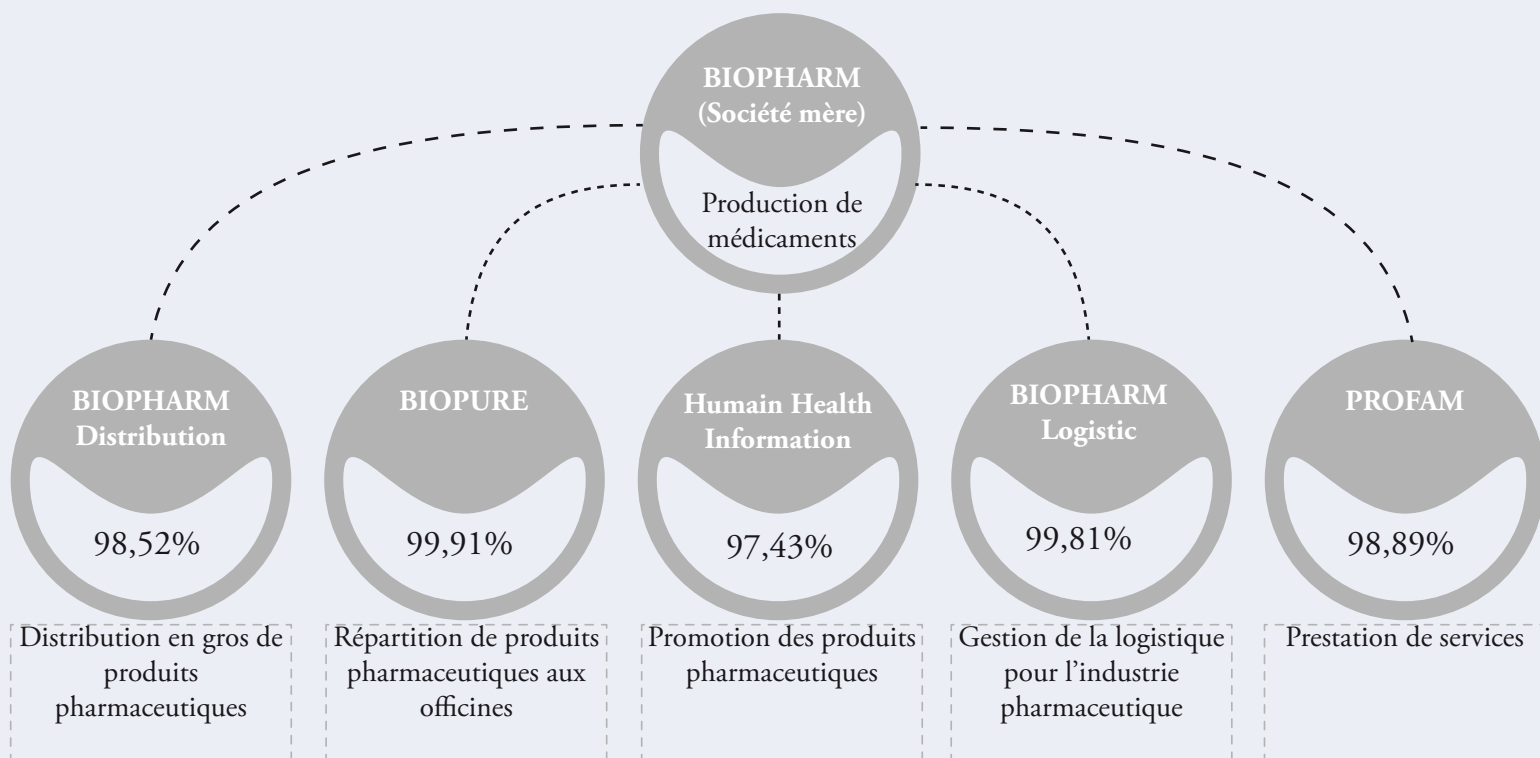 BIOPHARM
(Société mère)
Production de
médicaments
BIOPHARM
Distribution
98,52%
Distribution en gros de
produits
pharmaceutiques
BIOPURE
99,91%
Répartition de produits
pharmaceutiques aux
officines
Humain Health
Information
97,43%
Promotion des produits
pharmaceutiques
BIOPHARM
Logistic
99,81%
Gestion de la logistique
pour l’industrie
pharmaceutique
PROFAM
98,89%
Prestation de services